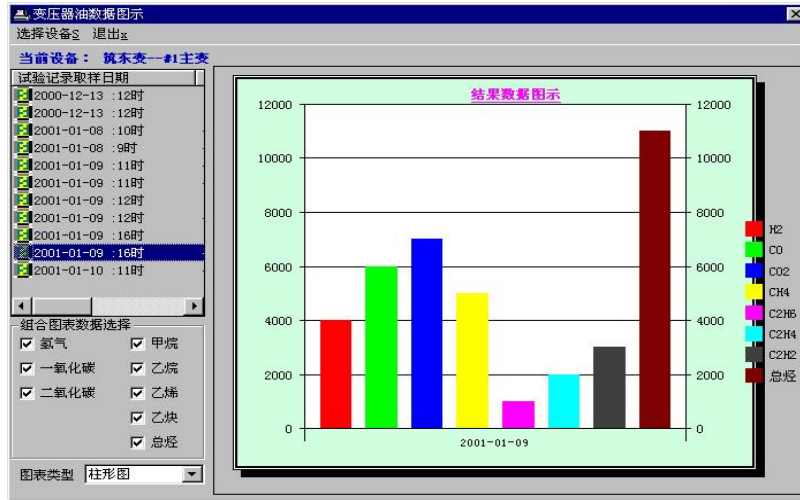 变压器油数据图示
选择设备S 退出x
当前设备： 筑东变--#1主变
试验记录取样日期
2000-12-13 :12时
2000-12-13 :12时
2001-01-08 :10时
2001-01-08 :9时
2001-01-09 :11时
2001-01-09 :11时
2001-01-09 :12时
2001-01-09 :12时
2001-01-09 :16时
2001-01-09 :16时
2001-01-10 :11时
组合图表数据选择
氢气 甲烷
一氧化碳 乙烷
二氧化碳 乙烯
乙炔
总烃
图表类型 柱形图
结果数据图示
12000 12000
10000 10000
8000 8000
6000 6000
4000 4000
2000 2000
0 0
2001-01-09
H2
CO
CO2
CH4
C2H6
C2H4
C2H2
总烃